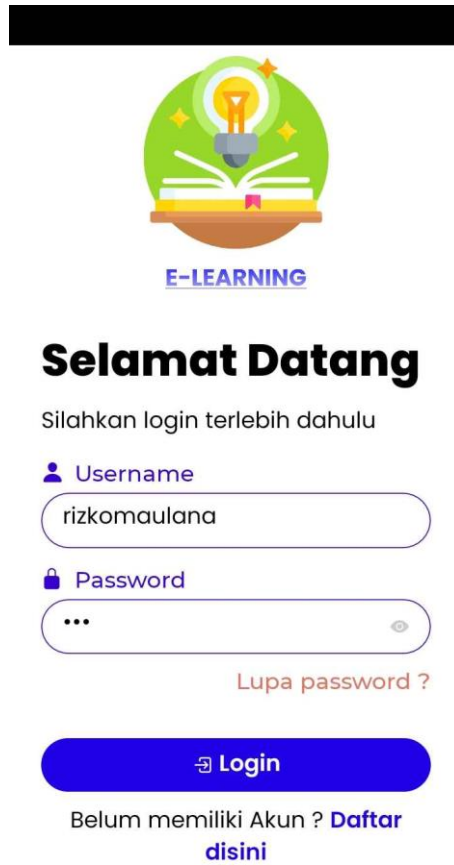 E-LEARNING
Selamat Datang
Silahkan login terlebih dahulu
Username
rizkomaulana
Password
•••
Lupa password ?
Login
Belum memiliki Akun ? Daftar
disini